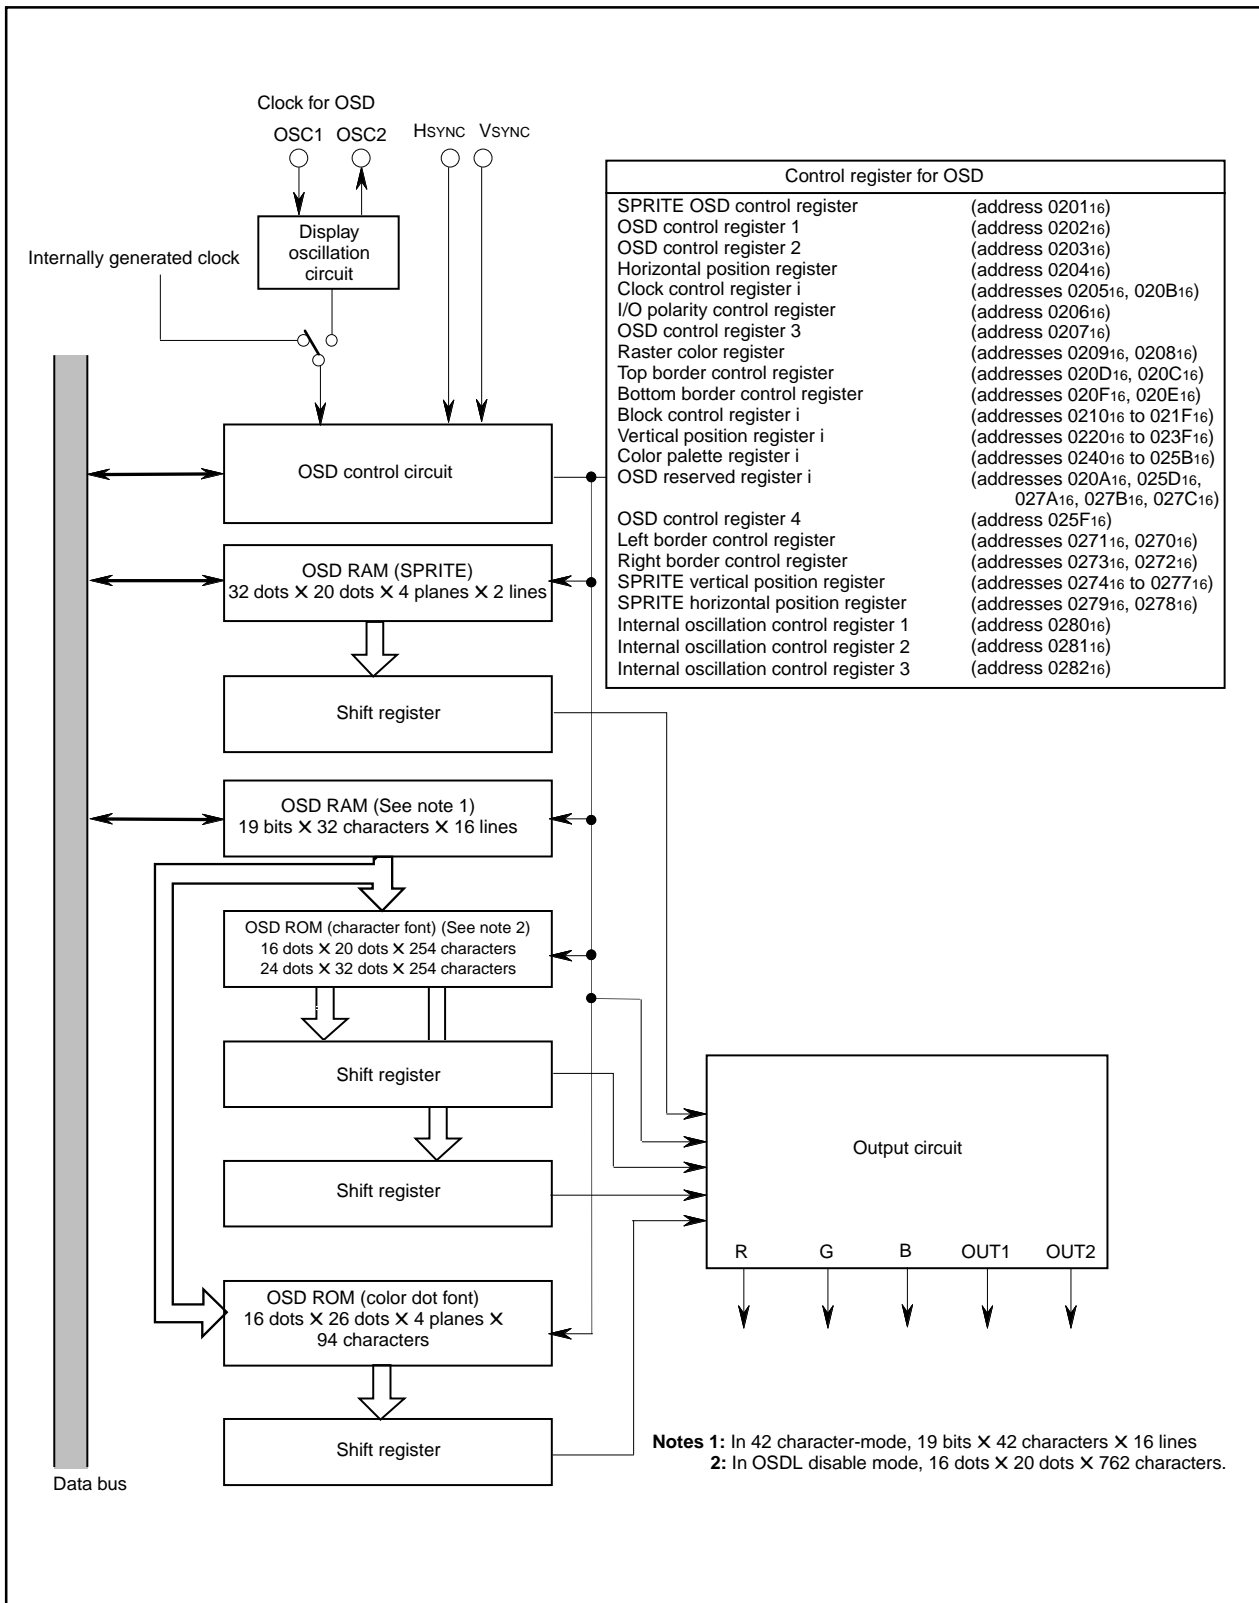 Clock for OSD
OSC1 OSC2 HSYNC VSYNC
Display
oscillation
circuit
Internally generated clock
Control register for OSD
SPRITE OSD control register (address 020116)
OSD control register 1 (address 020216)
OSD control register 2 (address 020316)
Horizontal position register (address 020416)
Clock control register i (addresses 020516, 020B16)
I/O polarity control register (address 020616)
OSD control register 3 (address 020716)
Raster color register (addresses 020916, 020816)
Top border control register (addresses 020D16, 020C16)
Bottom border control register (addresses 020F16, 020E16)
Block control register i (addresses 021016 to 021F16)
Vertical position register i (addresses 022016 to 023F16)
Color palette register i (addresses 024016 to 025B16)
OSD reserved register i (addresses 020A16, 025D16,
027A16, 027B16, 027C16)
OSD control register 4 (address 025F16)
Left border control register (addresses 027116, 027016)
Right border control register (addresses 027316, 027216)
SPRITE vertical position register (addresses 027416 to 027716)
SPRITE horizontal position register (addresses 027916, 027816)
Internal oscillation control register 1 (address 028016)
Internal oscillation control register 2 (address 028116)
Internal oscillation control register 3 (address 028216)
OSD control circuit
OSD RAM (SPRITE)
32 dots × 20 dots × 4 planes × 2 lines
Shift register
OSD RAM (See note 1)
19 bits × 32 characters × 16 lines
OSD ROM (character font) (See note 2)
16 dots × 20 dots × 254 characters
24 dots × 32 dots × 254 characters
Shift register
Shift register
Output circuit
R G B OUT1 OUT2
OSD ROM (color dot font)
16 dots × 26 dots × 4 planes ×
94 characters
Shift register
Data bus
Notes 1: In 42 character-mode, 19 bits × 42 characters × 16 lines
2: In OSDL disable mode, 16 dots × 20 dots × 762 characters.